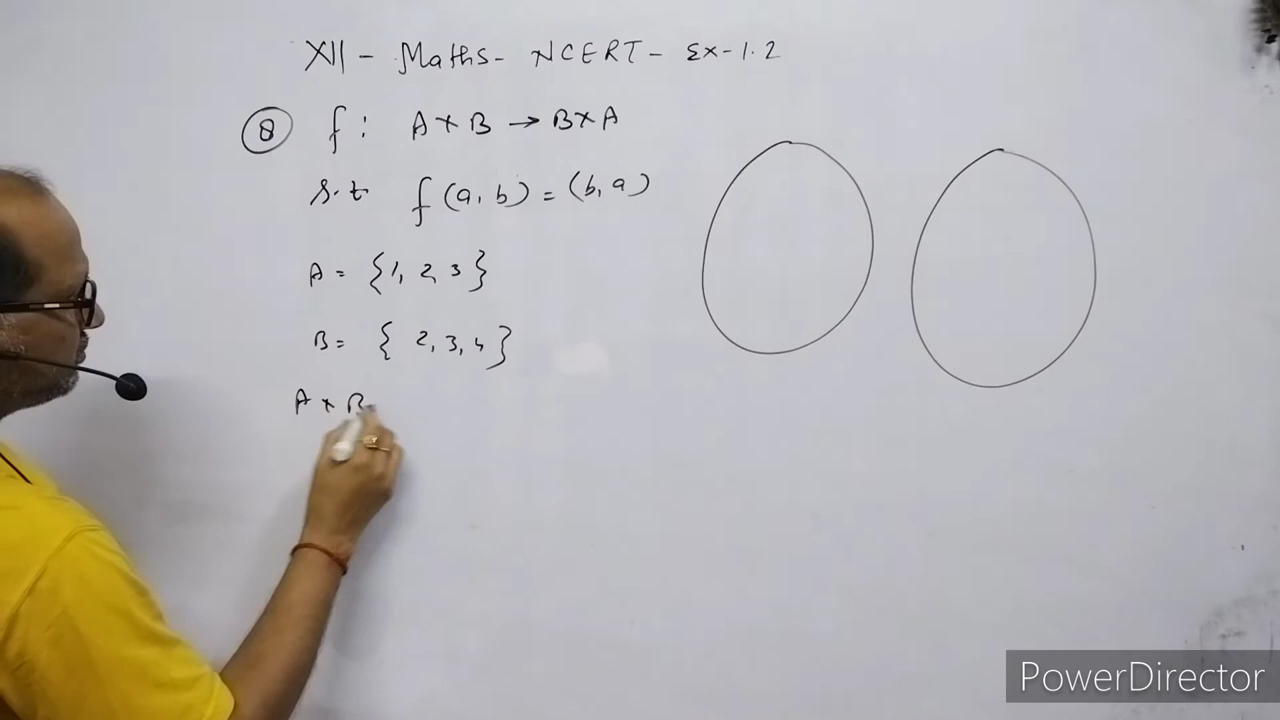 XII - Maths - NCERT - Ex-1.2
8 f: A×B → B×A
s.t f(a, b) = (b, a)
A = {1, 2, 3}
B = { 2, 3, 4 }
A × B
PowerDirector